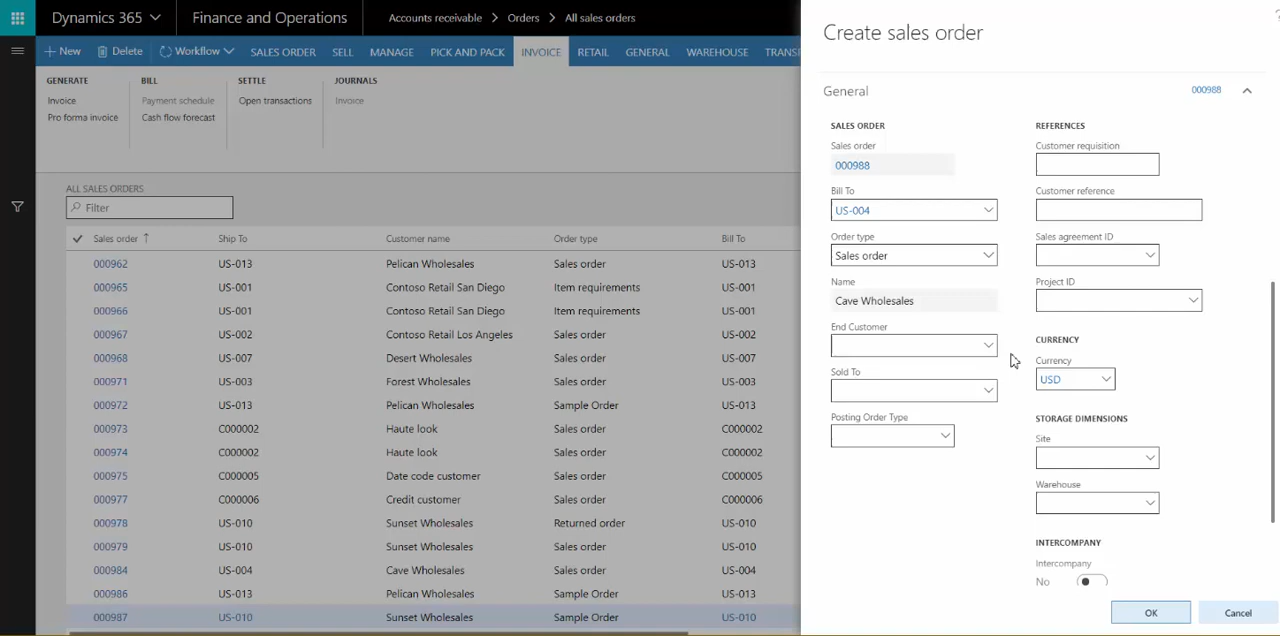 Dynamics 365
Finance and Operations
Accounts receivable > Orders > All sales orders
+ New
Delete
Workflow
SALES ORDER
SELL
MANAGE
PICK AND PACK
INVOICE
RETAIL
GENERAL
WAREHOUSE
TRANSI
GENERATE
Invoice
Pro forma invoice
BILL
Payment schedule
Cash flow forecast
SETTLE
Open transactions
JOURNALS
Invoice
ALL SALES ORDERS
Filter
Sales order Ship To Customer name Order type Bill To
000962 US-013 Pelican Wholesales Sales order US-013
000965 US-001 Contoso Retail San Diego Item requirements US-001
000966 US-001 Contoso Retail San Diego Item requirements US-001
000967 US-002 Contoso Retail Los Angeles Sales order US-002
000968 US-007 Desert Wholesales Sales order US-007
000971 US-003 Forest Wholesales Sales order US-003
000972 US-013 Pelican Wholesales Sample Order US-013
000973 C000002 Haute look Sales order C000002
000974 C000002 Haute look Sales order C000002
000975 C000005 Date code customer Sales order C000005
000977 C000006 Credit customer Sales order C000006
000978 US-010 Sunset Wholesales Returned order US-010
000979 US-010 Sunset Wholesales Sales order US-010
000984 US-004 Cave Wholesales Sales order US-004
000986 US-013 Pelican Wholesales Sample Order US-013
000987 US-010 Sunset Wholesales Sample Order US-010
?
Create sales order
General 000988
SALES ORDER
Sales order
000988
Bill To
US-004
Order type
Sales order
Name
Cave Wholesales
End Customer
Sold To
Posting Order Type
REFERENCES
Customer requisition
Customer reference
Sales agreement ID
Project ID
CURRENCY
Currency
USD
STORAGE DIMENSIONS
Site
Warehouse
INTERCOMPANY
Intercompany
No
OK
Cancel